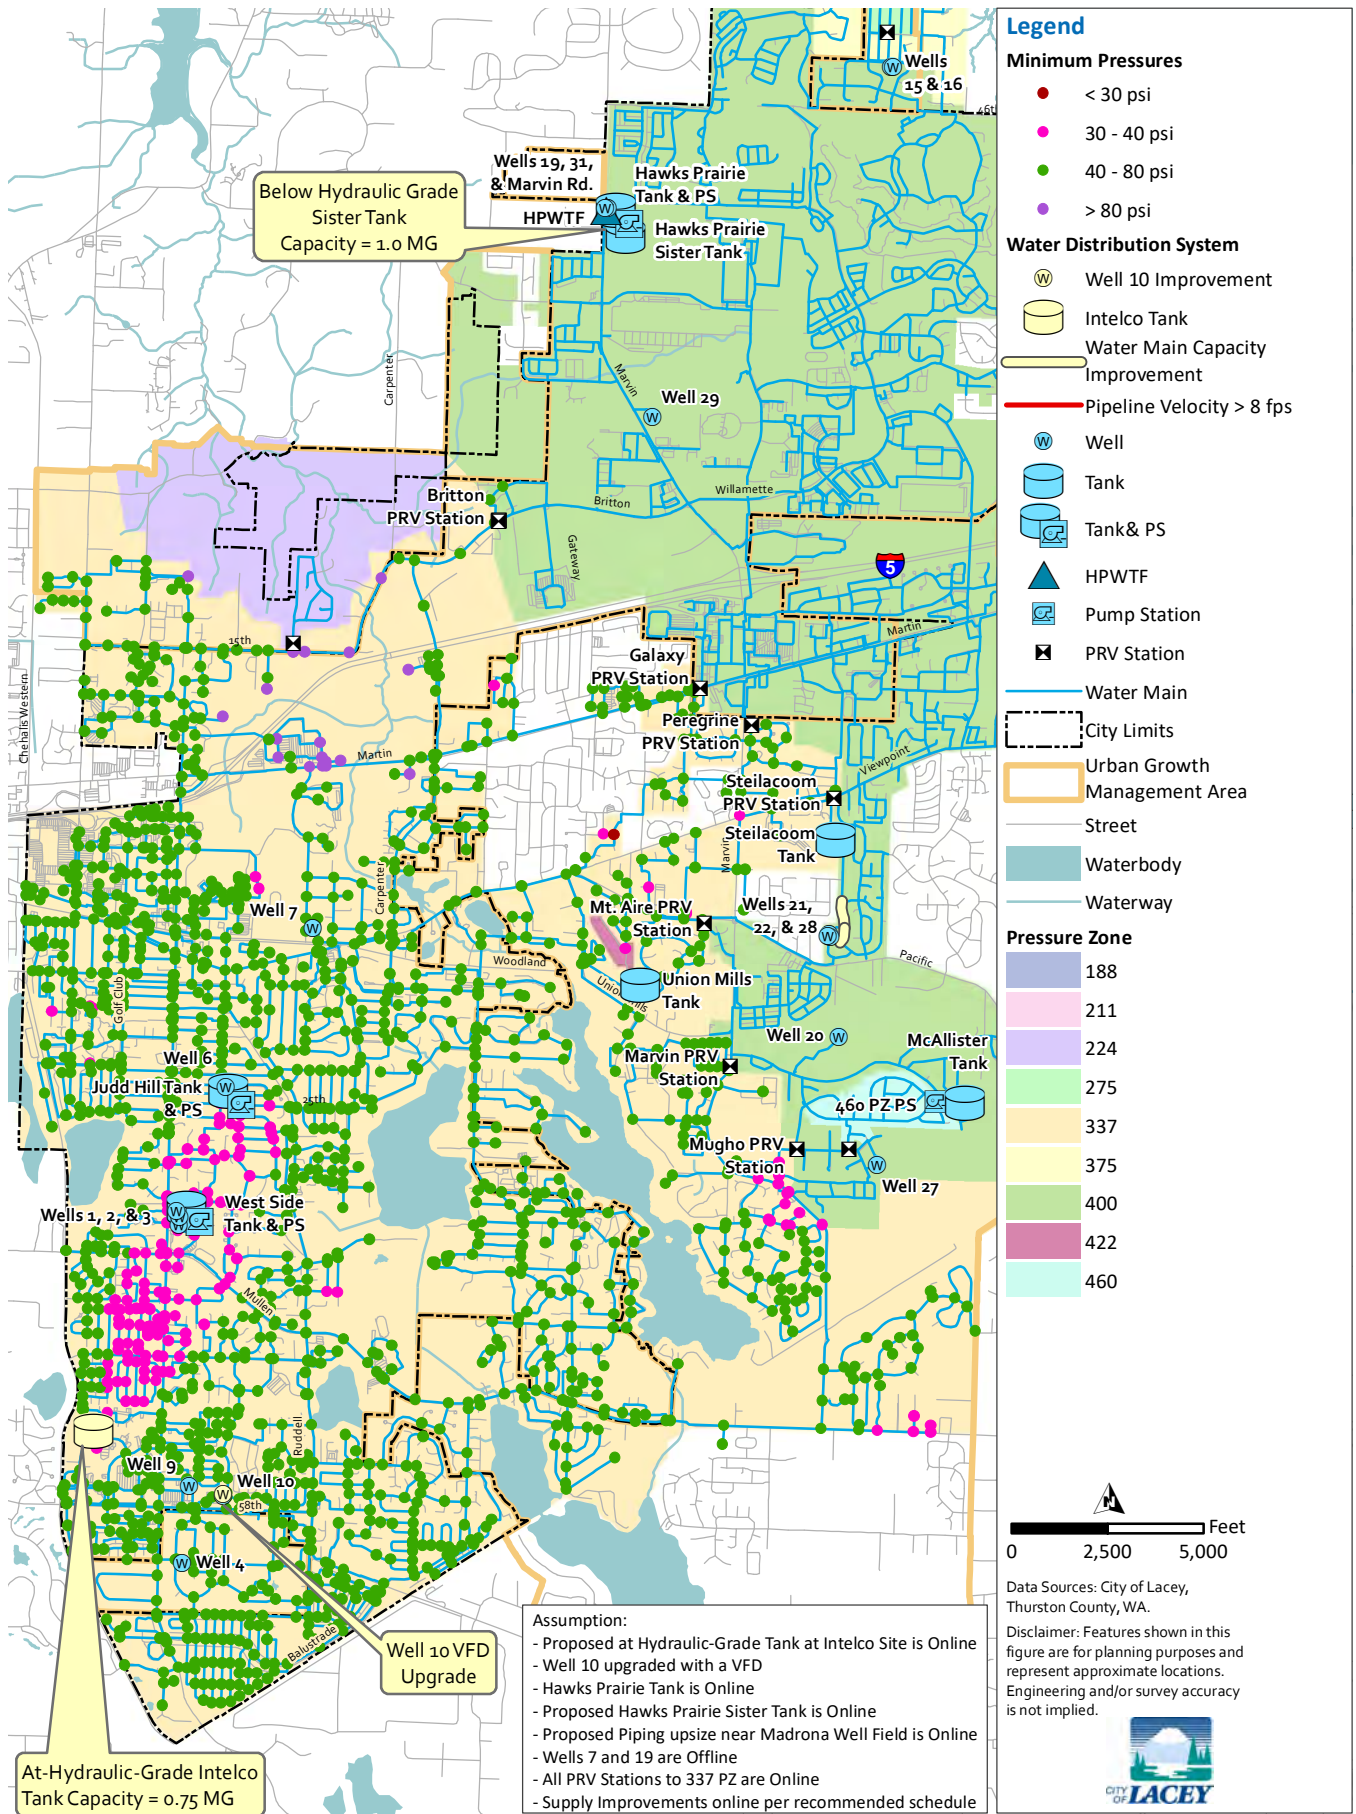 Wells
15 & 16
46th
Wells 19, 31,
& Marvin Rd.
Hawks Prairie
Tank & PS
HPWTF
Hawks Prairie
Sister Tank
Below Hydraulic Grade
Sister Tank
Capacity = 1.0 MG
Carpenter
Marvin
Well 29
Britton
PRV Station
Britton
Willamette
Gateway
5
15th
Martin
Galaxy
PRV Station
Chehalis Western
Peregrine
PRV Station
Martin
Viewpoint
Steilacoom
PRV Station
Steilacoom
Tank
Marvin
Carpenter
Well 7
Mt. Aire PRV
Station
Wells 21,
22, & 28
Woodland
Pacific
Union Mills
Union Mills
Tank
Golf Club
Well 20
McAllister
Tank
Well 6
Judd Hill Tank
& PS
25th
Marvin PRV
Station
460 PZ PS
Mugho PRV
Station
Well 27
Wells 1, 2, & 3
West Side
Tank & PS
Mullen
Ruddell
Well 9
Well 10
58th
Well 4
Balustrade
Well 10 VFD
Upgrade
At-Hydraulic-Grade Intelco
Tank Capacity = 0.75 MG
Assumption:
- Proposed at Hydraulic-Grade Tank at Intelco Site is Online
- Well 10 upgraded with a VFD
- Hawks Prairie Tank is Online
- Proposed Hawks Prairie Sister Tank is Online
- Proposed Piping upsize near Madrona Well Field is Online
- Wells 7 and 19 are Offline
- All PRV Stations to 337 PZ are Online
- Supply Improvements online per recommended schedule
Legend
Minimum Pressures
< 30 psi
30 - 40 psi
40 - 80 psi
> 80 psi
Water Distribution System
W Well 10 Improvement
Intelco Tank
Water Main Capacity
Improvement
Pipeline Velocity > 8 fps
W Well
Tank
Tank& PS
HPWTF
Pump Station
PRV Station
Water Main
City Limits
Urban Growth
Management Area
Street
Waterbody
Waterway
Pressure Zone
188
211
224
275
337
375
400
422
460
N
Feet
0 2,500 5,000
Data Sources: City of Lacey,
Thurston County, WA.
Disclaimer: Features shown in this
figure are for planning purposes and
represent approximate locations.
Engineering and/or survey accuracy
is not implied.
CITY OF LACEY